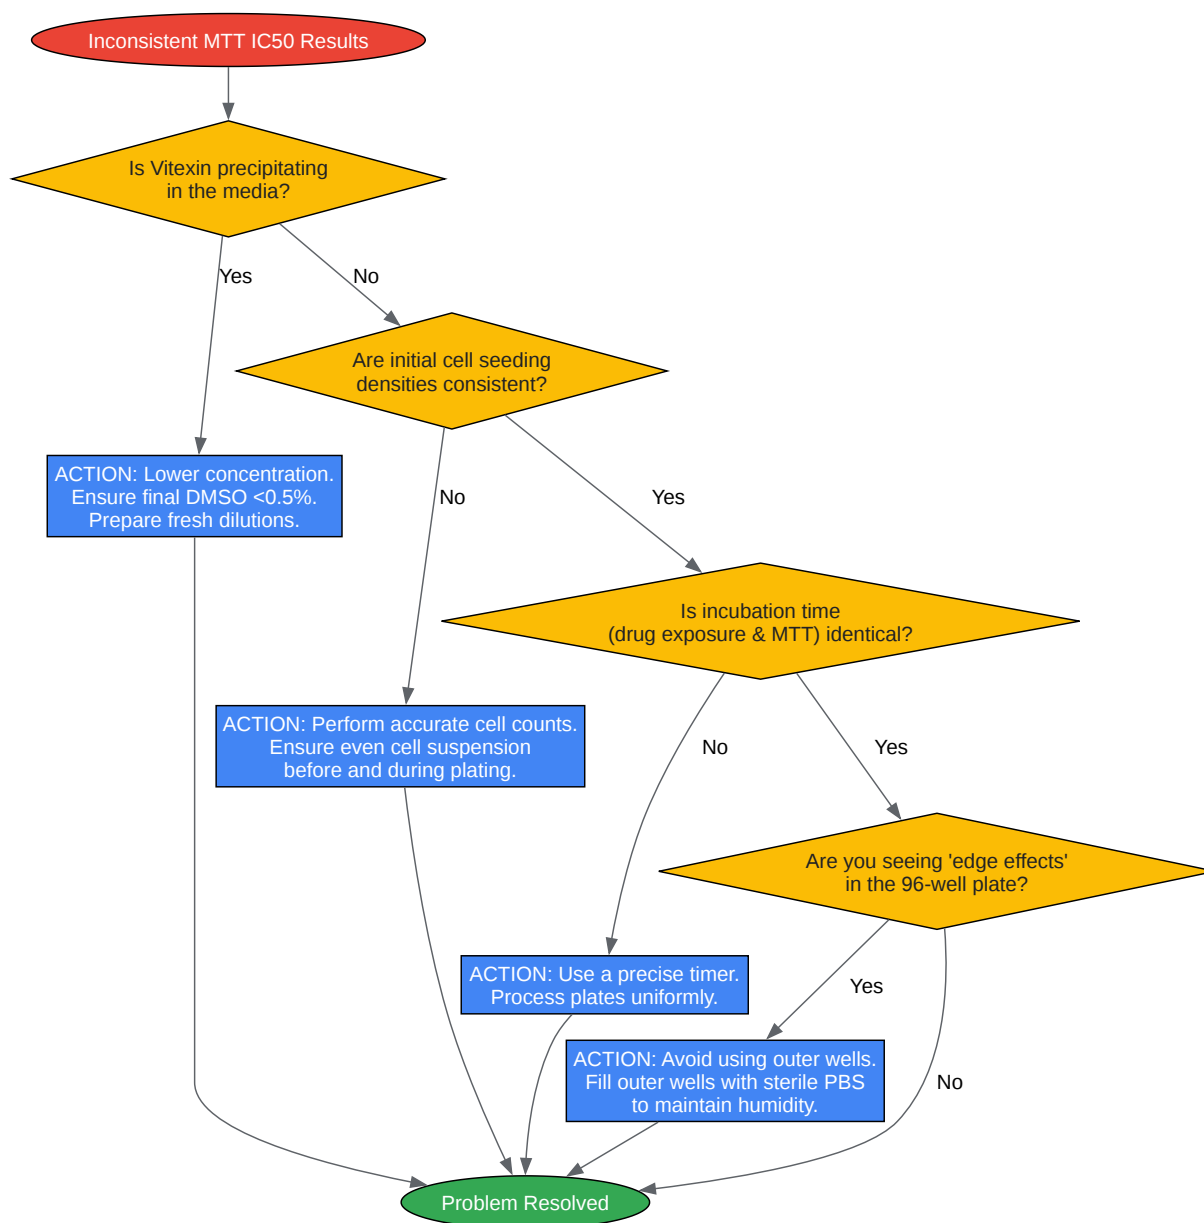 Inconsistent MTT IC50 Results
Is Vitexin precipitating
in the media?
Yes
No
Are initial cell seeding
densities consistent?
ACTION: Lower concentration.
Ensure final DMSO <0.5%.
Prepare fresh dilutions.
No
Yes
Is incubation time
(drug exposure & MTT) identical?
ACTION: Perform accurate cell counts.
Ensure even cell suspension
before and during plating.
No
Yes
Are you seeing 'edge effects'
in the 96-well plate?
ACTION: Use a precise timer.
Process plates uniformly.
Yes
ACTION: Avoid using outer wells.
Fill outer wells with sterile PBS
to maintain humidity.
No
Problem Resolved